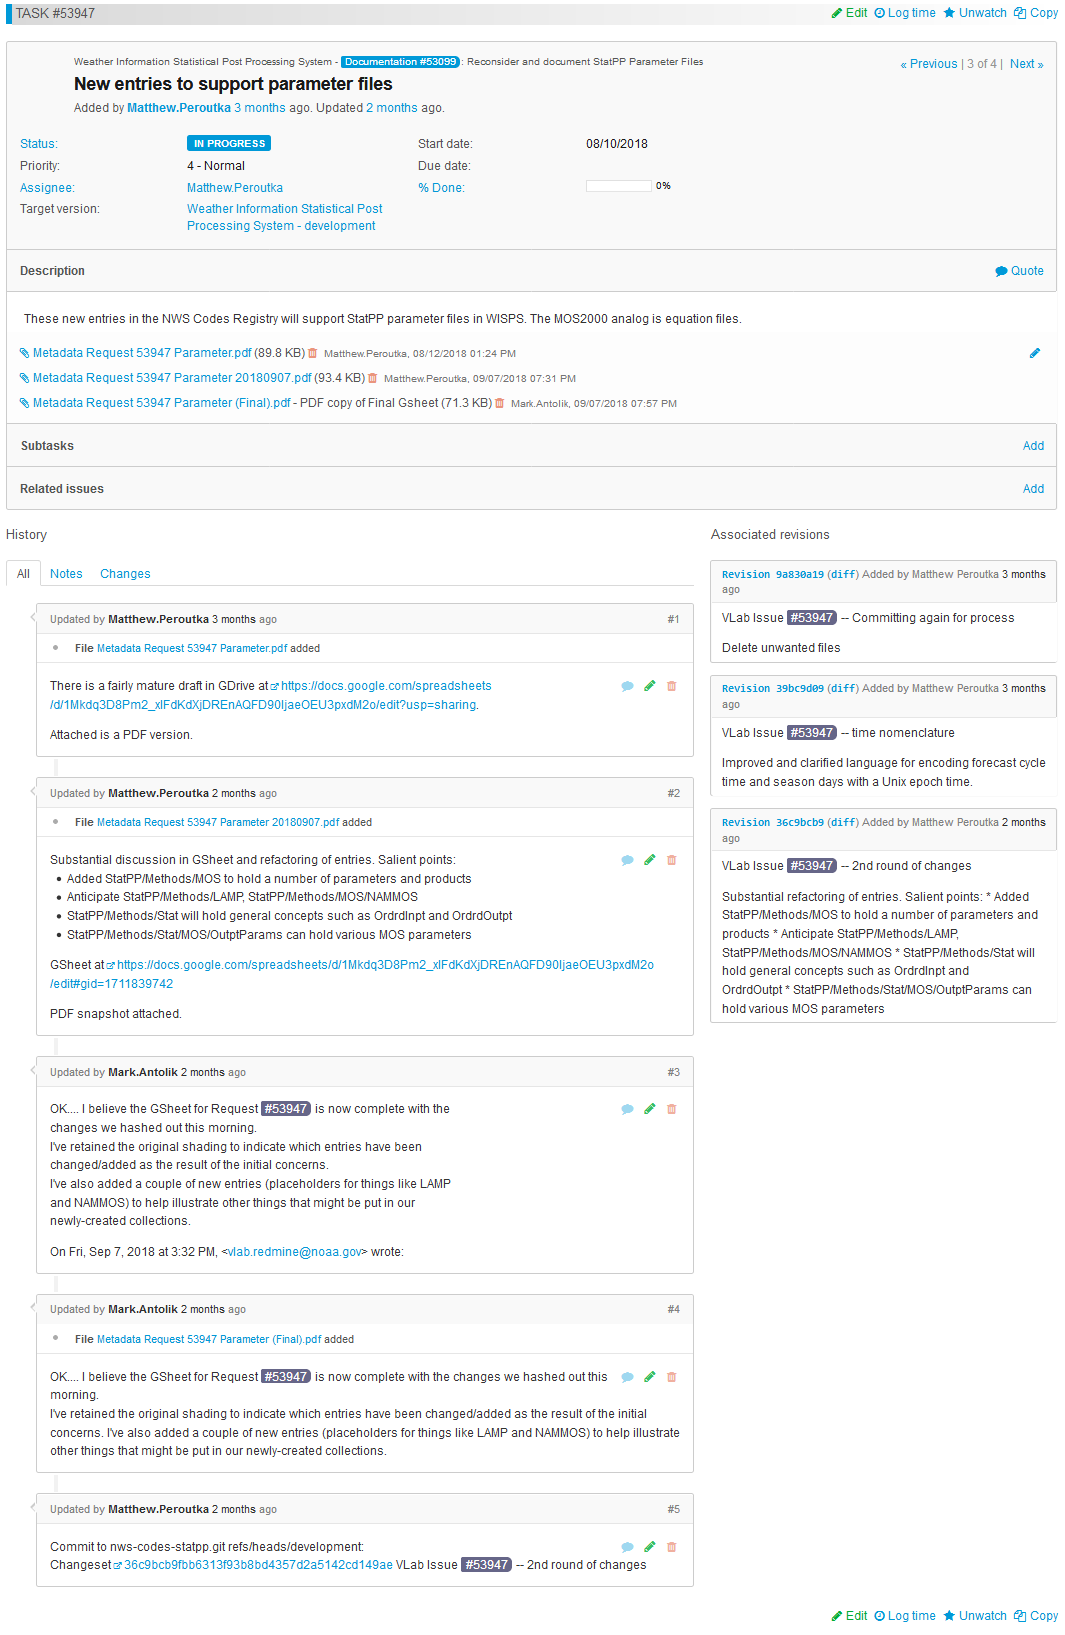 TASK #53947
Edit Log time Unwatch Copy
Weather Information Statistical Post Processing System - Documentation #53099 : Reconsider and document StatPP Parameter Files
« Previous | 3 of 4 | Next »
New entries to support parameter files
Added by Matthew.Peroutka 3 months ago. Updated 2 months ago.
Status: IN PROGRESS Start date: 08/10/2018
Priority: 4 - Normal Due date:
Assignee: Matthew.Peroutka % Done: 0%
Target version: Weather Information Statistical Post
Processing System - development
Description
Quote
These new entries in the NWS Codes Registry will support StatPP parameter files in WISPS. The MOS2000 analog is equation files.
Metadata Request 53947 Parameter.pdf (89.8 KB) Matthew.Peroutka, 08/12/2018 01:24 PM
Metadata Request 53947 Parameter 20180907.pdf (93.4 KB) Matthew.Peroutka, 09/07/2018 07:31 PM
Metadata Request 53947 Parameter (Final).pdf - PDF copy of Final Gsheet (71.3 KB) Mark.Antolik, 09/07/2018 07:57 PM
Subtasks Add
Related issues Add
History
All Notes Changes
Updated by Matthew.Peroutka 3 months ago #1
File Metadata Request 53947 Parameter.pdf added
There is a fairly mature draft in GDrive at https://docs.google.com/spreadsheets
/d/1Mkdq3D8Pm2_xlFdKdXjDREnAQFD90IjaeOEU3pxdM2o/edit?usp=sharing.
Attached is a PDF version.
Updated by Matthew.Peroutka 2 months ago #2
File Metadata Request 53947 Parameter 20180907.pdf added
Substantial discussion in GSheet and refactoring of entries. Salient points:
• Added StatPP/Methods/MOS to hold a number of parameters and products
• Anticipate StatPP/Methods/LAMP, StatPP/Methods/MOS/NAMMOS
• StatPP/Methods/Stat will hold general concepts such as OrdrdInpt and OrdrdOutpt
• StatPP/Methods/Stat/MOS/OutptParams can hold various MOS parameters
GSheet at https://docs.google.com/spreadsheets/d/1Mkdq3D8Pm2_xlFdKdXjDREnAQFD90IjaeOEU3pxdM2o
/edit#gid=1711839742
PDF snapshot attached.
Updated by Mark.Antolik 2 months ago #3
OK.... I believe the GSheet for Request #53947 is now complete with the
changes we hashed out this morning.
I've retained the original shading to indicate which entries have been
changed/added as the result of the initial concerns.
I've also added a couple of new entries (placeholders for things like LAMP
and NAMMOS) to help illustrate other things that might be put in our
newly-created collections.
On Fri, Sep 7, 2018 at 3:32 PM, <vlab.redmine@noaa.gov> wrote:
Updated by Mark.Antolik 2 months ago #4
File Metadata Request 53947 Parameter (Final).pdf added
OK.... I believe the GSheet for Request #53947 is now complete with the changes we hashed out this
morning.
I've retained the original shading to indicate which entries have been changed/added as the result of the initial
concerns. I've also added a couple of new entries (placeholders for things like LAMP and NAMMOS) to help illustrate
other things that might be put in our newly-created collections.
Updated by Matthew.Peroutka 2 months ago #5
Commit to nws-codes-statpp.git refs/heads/development:
Changeset 36c9bcb9fbb6313f93b8bd4357d2a5142cd149ae VLab Issue #53947 -- 2nd round of changes
Associated revisions
Revision 9a830a19 (diff) Added by Matthew Peroutka 3 months
ago
VLab Issue #53947 -- Committing again for process
Delete unwanted files
Revision 39bc9d09 (diff) Added by Matthew Peroutka 3 months
ago
VLab Issue #53947 -- time nomenclature
Improved and clarified language for encoding forecast cycle
time and season days with a Unix epoch time.
Revision 36c9bcb9 (diff) Added by Matthew Peroutka 2 months
ago
VLab Issue #53947 -- 2nd round of changes
Substantial refactoring of entries. Salient points: * Added
StatPP/Methods/MOS to hold a number of parameters and
products * Anticipate StatPP/Methods/LAMP,
StatPP/Methods/MOS/NAMMOS * StatPP/Methods/Stat will
hold general concepts such as OrdrdInpt and
OrdrdOutpt * StatPP/Methods/Stat/MOS/OutptParams can
hold various MOS parameters
Edit Log time Unwatch Copy